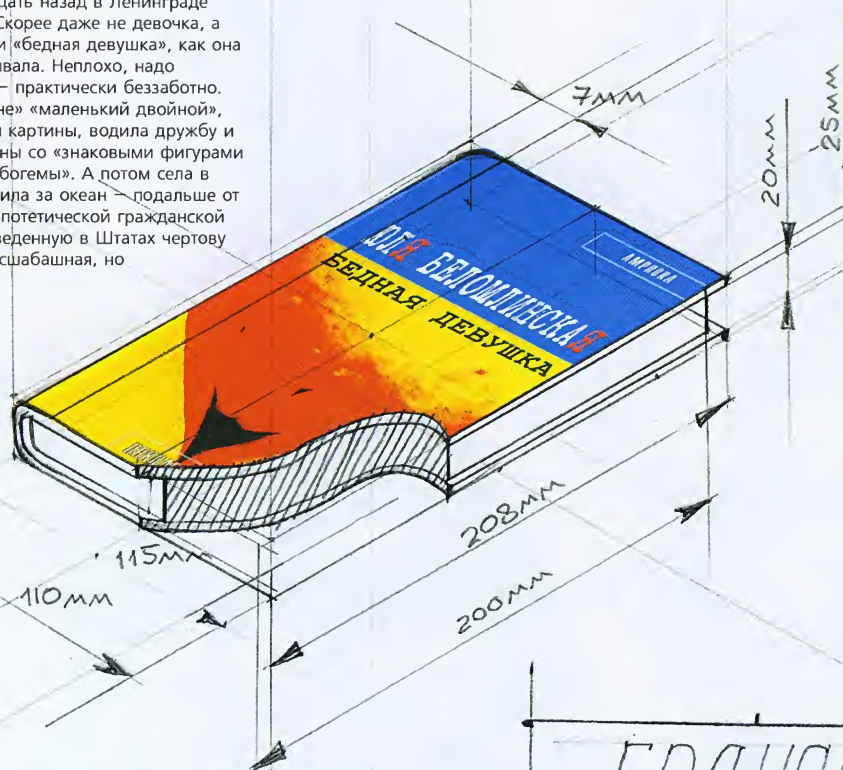 цать назад в Ленинграде
Скорее даже не девочка, а
и «бедная девушка», как она
вала. Неплохо, надо
— практически беззаботно.
не» «маленький двойной»,
и картины, водила дружбу и
ны со «знаковыми фигурами
богемы». А потом села в
ила за океан — подальше от
потетической гражданской
веденную в Штатах чертову
сшабашная, но
7мм
20мм
25мм
АМРИВКА
ЮЛЯ БЕЛОМЛИНСКАЯ
БЕДНАЯ ДЕВУШКА
115мм
110мм
208мм
200мм